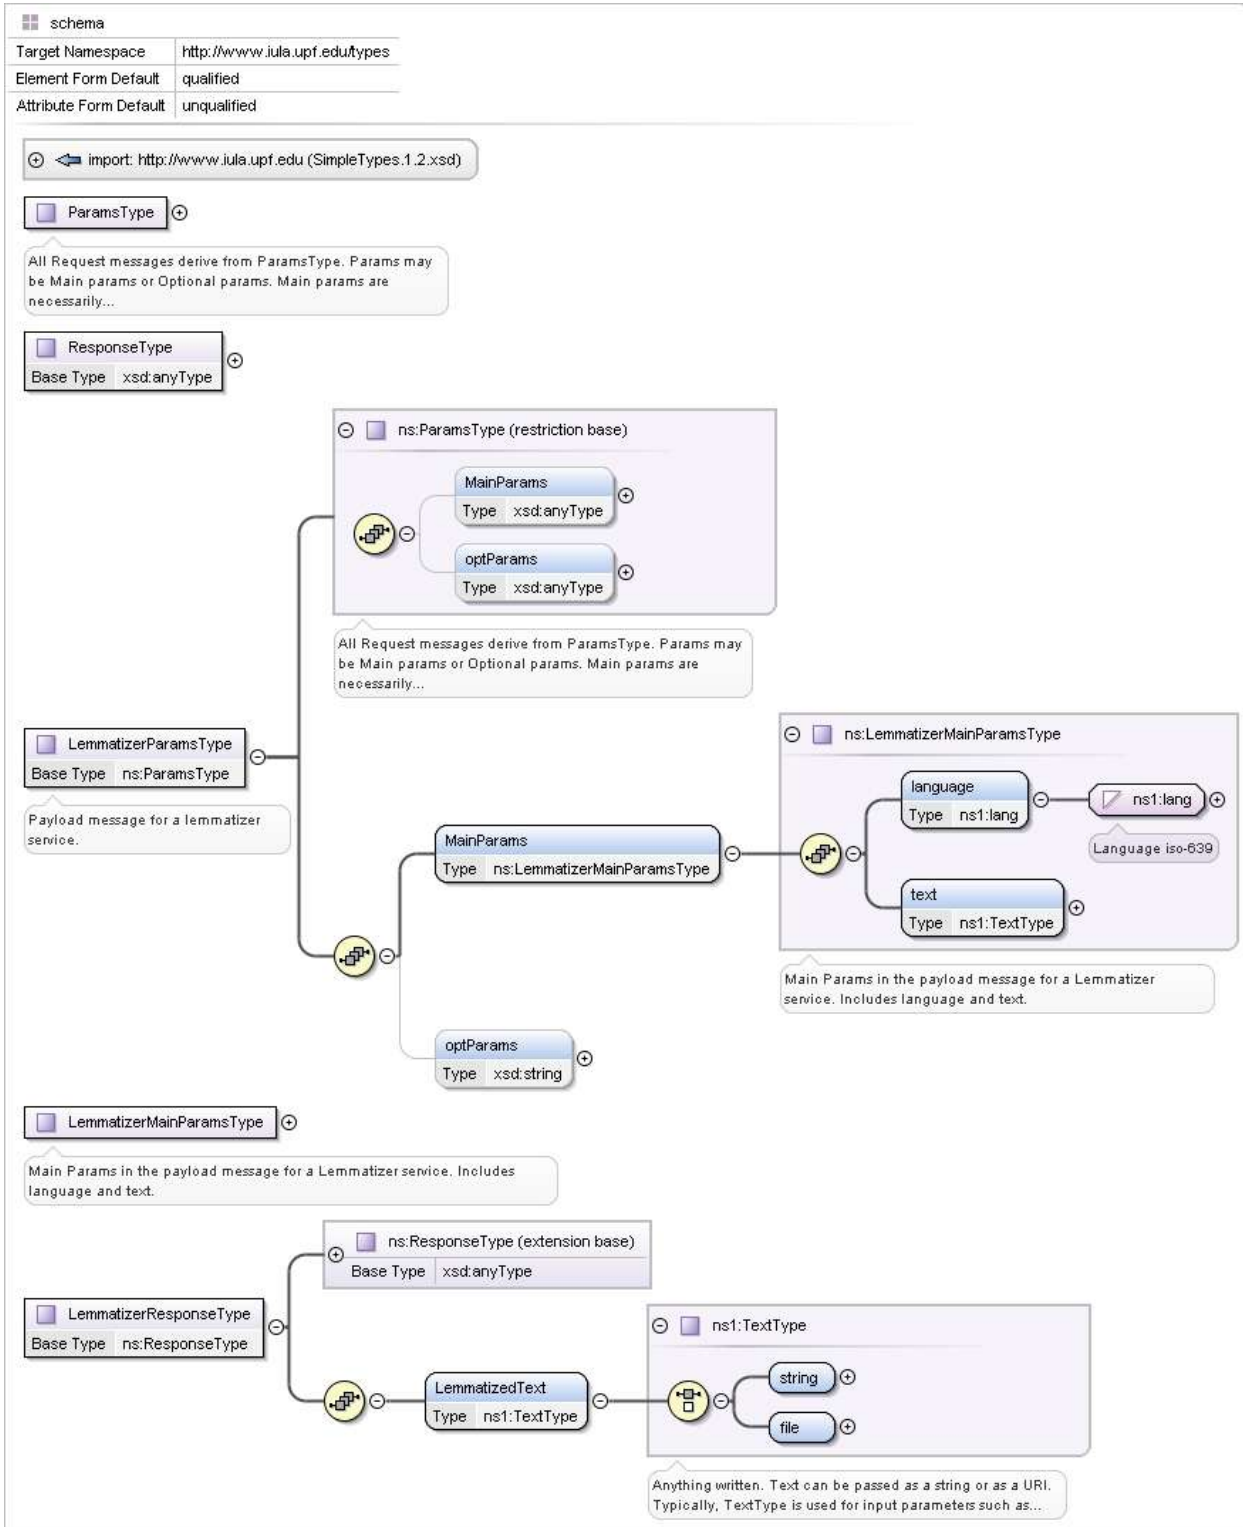 schema
Target Namespace http://www.iula.upf.edu/types
Element Form Default qualified
Attribute Form Default unqualified
import: http://www.iula.upf.edu (SimpleTypes.1.2.xsd)
ParamsType
All Request messages derive from ParamsType. Params may
be Main params or Optional params. Main params are
necessarily...
ResponseType
Base Type xsd:anyType
ns:ParamsType (restriction base)
MainParams
Type xsd:anyType
optParams
Type xsd:anyType
All Request messages derive from ParamsType. Params may
be Main params or Optional params. Main params are
necessarily...
LemmatizerParamsType
Base Type ns:ParamsType
Payload message for a lemmatizer
service.
MainParams
Type ns:LemmatizerMainParamsType
ns:LemmatizerMainParamsType
language
Type ns1:lang
ns1:lang
Language iso-639
text
Type ns1:TextType
Main Params in the payload message for a Lemmatizer
service. Includes language and text.
optParams
Type xsd:string
LemmatizerMainParamsType
Main Params in the payload message for a Lemmatizer service. Includes
language and text.
ns:ResponseType (extension base)
Base Type xsd:anyType
LemmatizerResponseType
Base Type ns:ResponseType
LemmatizedText
Type ns1:TextType
ns1:TextType
string
file
Anything written. Text can be passed as a string or as a URI.
Typically, TextType is used for input parameters such as...